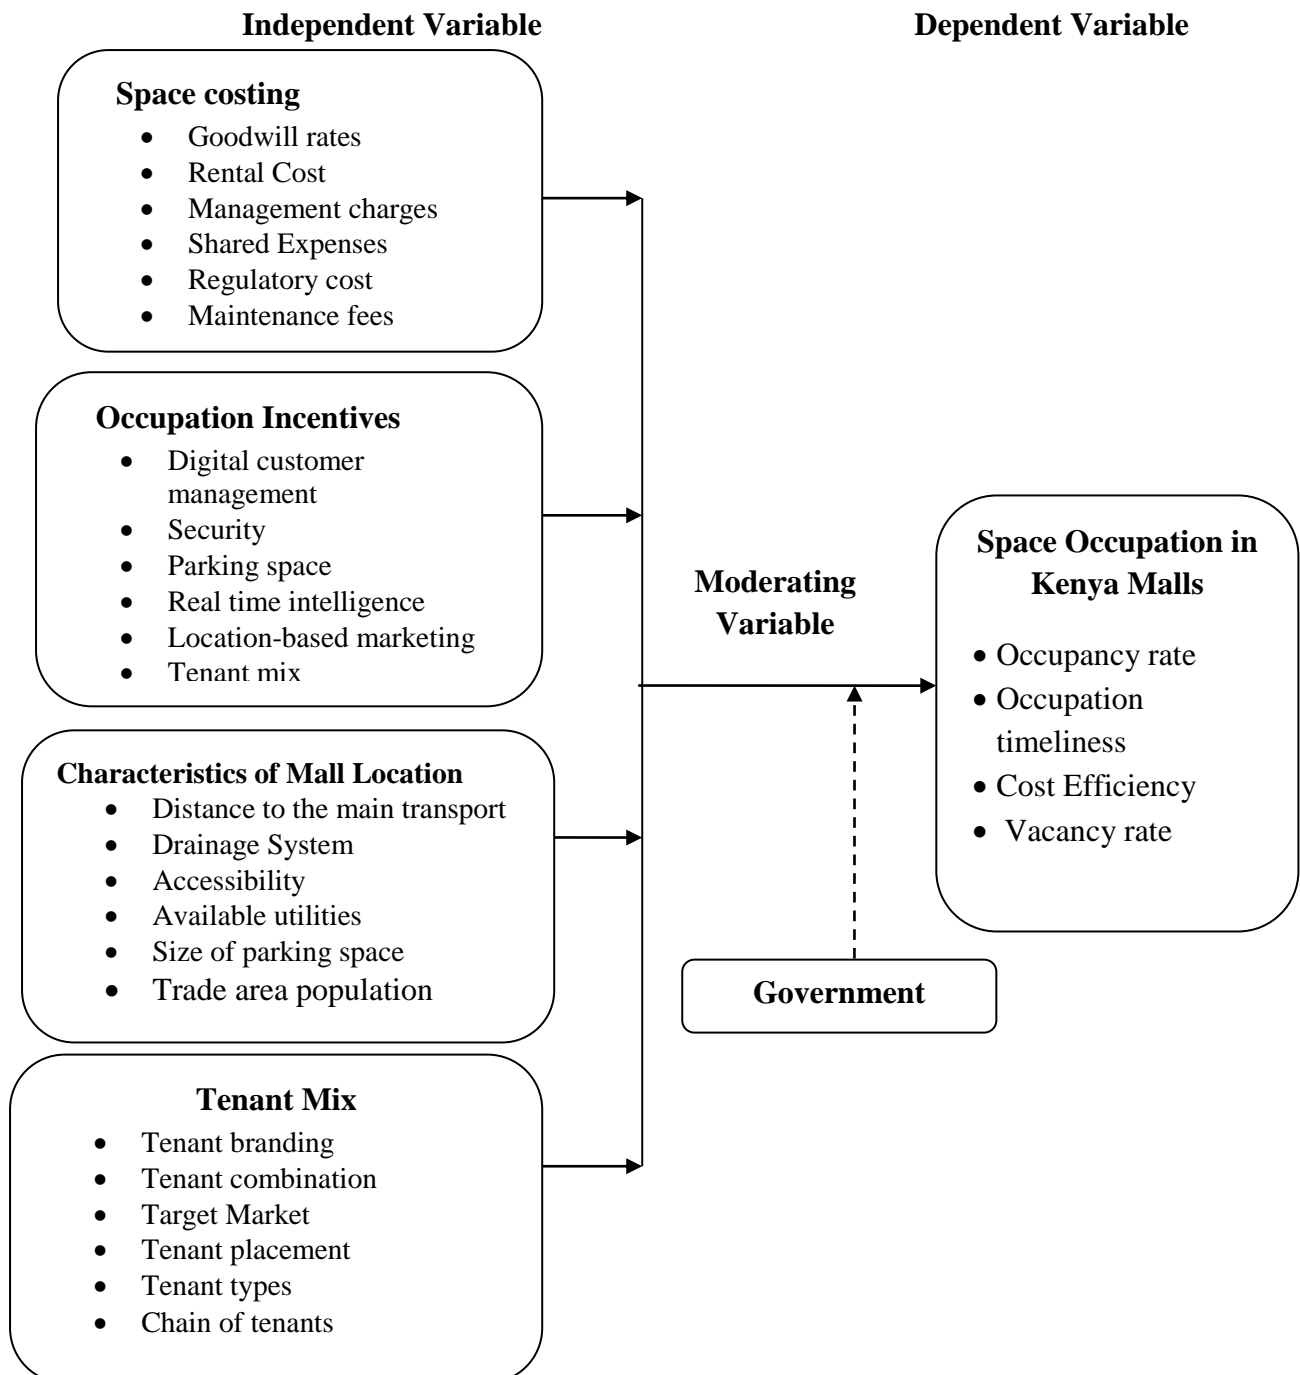 Independent Variable
Dependent Variable
Space costing
• Goodwill rates
• Rental Cost
• Management charges
• Shared Expenses
• Regulatory cost
• Maintenance fees
Occupation Incentives
• Digital customer
management
• Security
• Parking space
• Real time intelligence
• Location-based marketing
• Tenant mix
Characteristics of Mall Location
• Distance to the main transport
• Drainage System
• Accessibility
• Available utilities
• Size of parking space
• Trade area population
Tenant Mix
• Tenant branding
• Tenant combination
• Target Market
• Tenant placement
• Tenant types
• Chain of tenants
Moderating
Variable
Government
Space Occupation in
Kenya Malls
• Occupancy rate
• Occupation
timeliness
• Cost Efficiency
• Vacancy rate